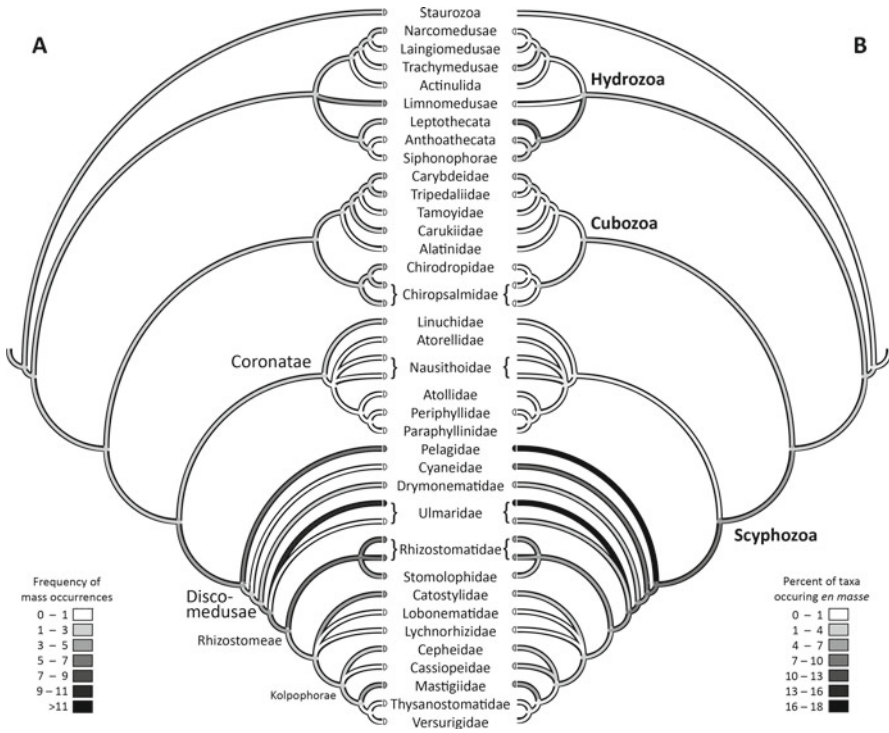 A
B
Staurozoa
Narcomedusae
Laingiomedusae
Trachymedusae
Actinulida
Limnomedusae
Leptothecata
Anthoathecata
Siphonophorae
Carybdeidae
Tripedaliidae
Tamoyidae
Carukiidae
Alatinidae
Chirodropidae
} Chiropsalmidae {
Linuchidae
Atorellidae
} Nausithoidae {
Atollidae
Periphyllidae
Paraphyllinidae
Pelagidae
Cyaneidae
Drymonematidae
} Ulmaridae {
} Rhizostomatidae {
Stomolophidae
Catostylidae
Lobonematidae
Lychnorhizidae
Cepheidae
Cassiopeidae
Mastigiidae
Thysanostomatidae
Versurigidae
Hydrozoa
Cubozoa
Scyphozoa
Coronatae
Disco-
medusae
Rhizostomeae
Kolpophorae
Frequency of
mass occurrences
0 – 1
1 – 3
3 – 5
5 – 7
7 – 9
9 – 11
>11
Percent of taxa
occuring en masse
0 – 1
1 – 4
4 – 7
7 – 10
10 – 13
13 – 16
16 – 18